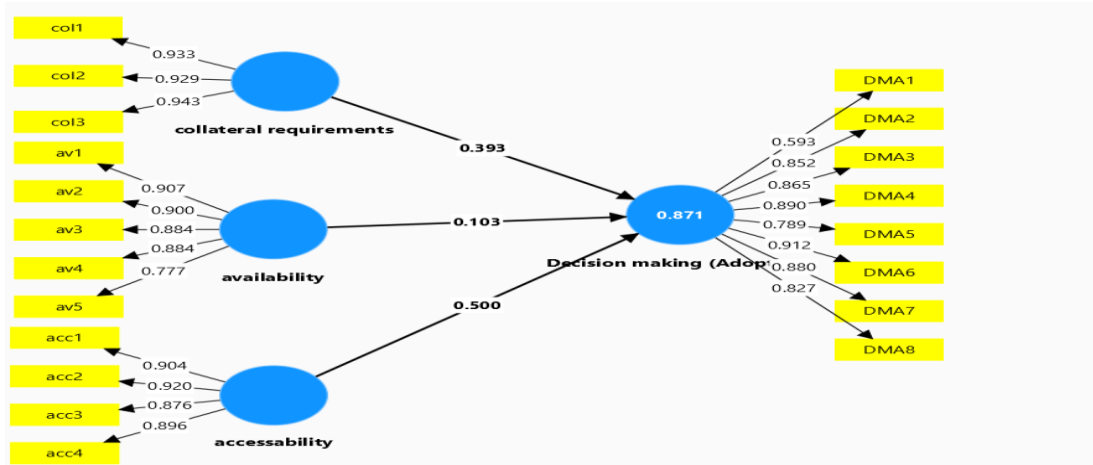 col1
0.933
col2
0.929
0.943
col3
collateral requirements
av1
0.907
av2
0.900
av3
0.884
0.884
av4
0.777
av5
availability
acc1
0.904
acc2
0.920
acc3
0.876
0.896
acc4
accessability
0.393
0.103
0.500
0.871
Decision making (Adop
0.593
0.852
0.865
0.890
0.789
0.912
0.880
0.827
DMA1
DMA2
DMA3
DMA4
DMA5
DMA6
DMA7
DMA8